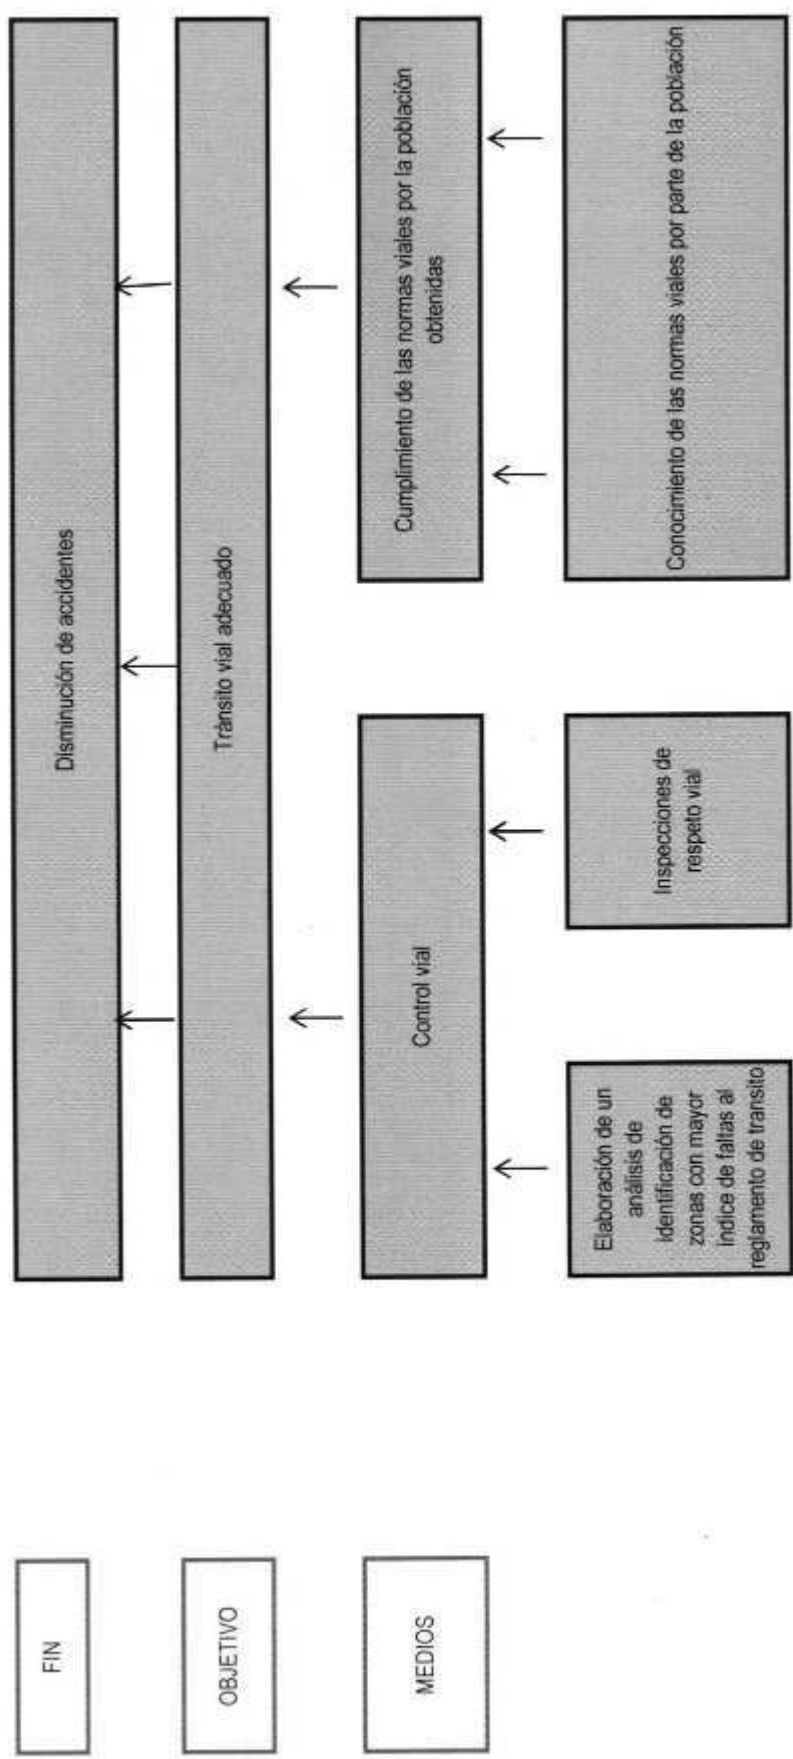 FIN
Disminución de accidentes
OBJETIVO
Tránsito vial adecuado
MEDIOS
Control vial
Cumplimiento de las normas viales por la población
obtenidas
Elaboración de un
análisis de
identificación de
zonas con mayor
índice de faltas al
reglamento de transito
Inspecciones de
respeto vial
Conocimiento de las normas viales por parte de la población